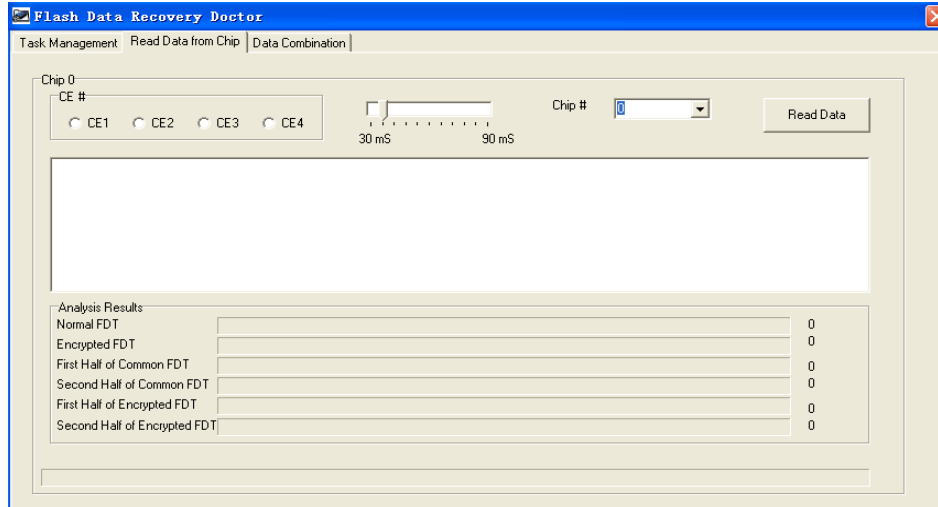 Flash Data Recovery Doctor
Task Management Read Data from Chip Data Combination
Chip 0
CE #
CE1 CE2 CE3 CE4
30 mS 90 mS
Chip # 0
Read Data
Analysis Results
Normal FDT 0
Encrypted FDT 0
First Half of Common FDT 0
Second Half of Common FDT 0
First Half of Encrypted FDT 0
Second Half of Encrypted FDT 0